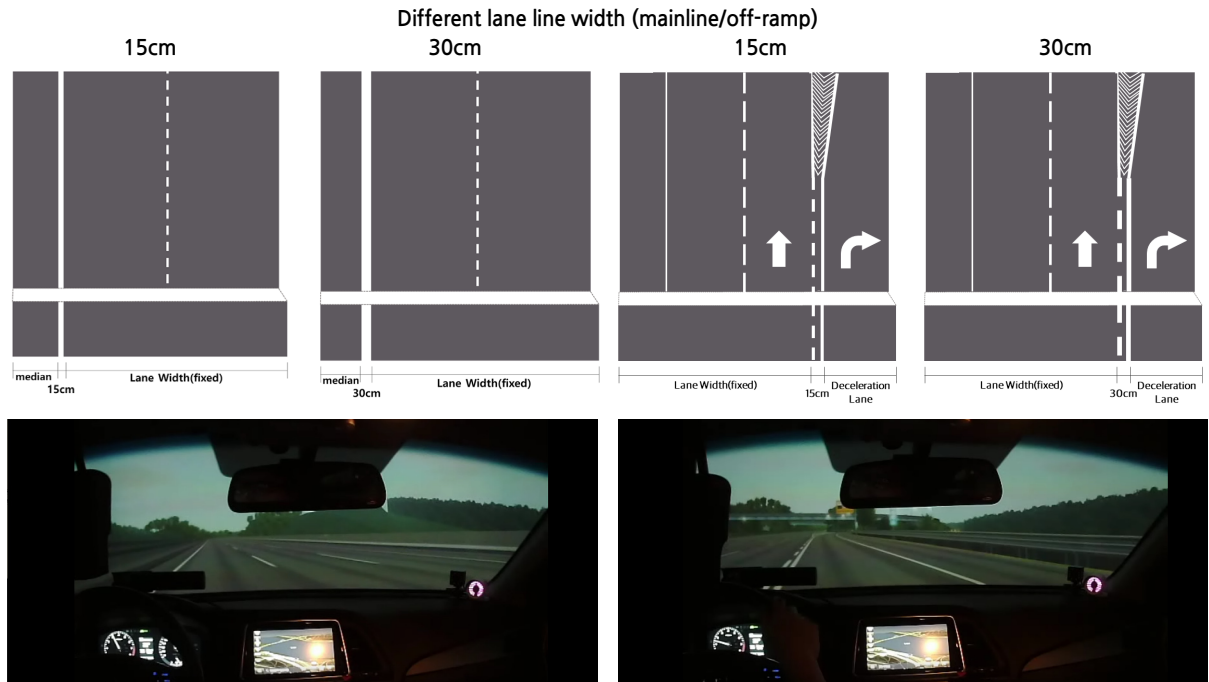 Different lane line width (mainline/off-ramp)
15cm 30cm 15cm 30cm
median 15cm Lane Width(fixed)
median 30cm Lane Width(fixed)
Lane Width(fixed) 15cm Deceleration
Lane
Lane Width(fixed) 30cm Deceleration
Lane